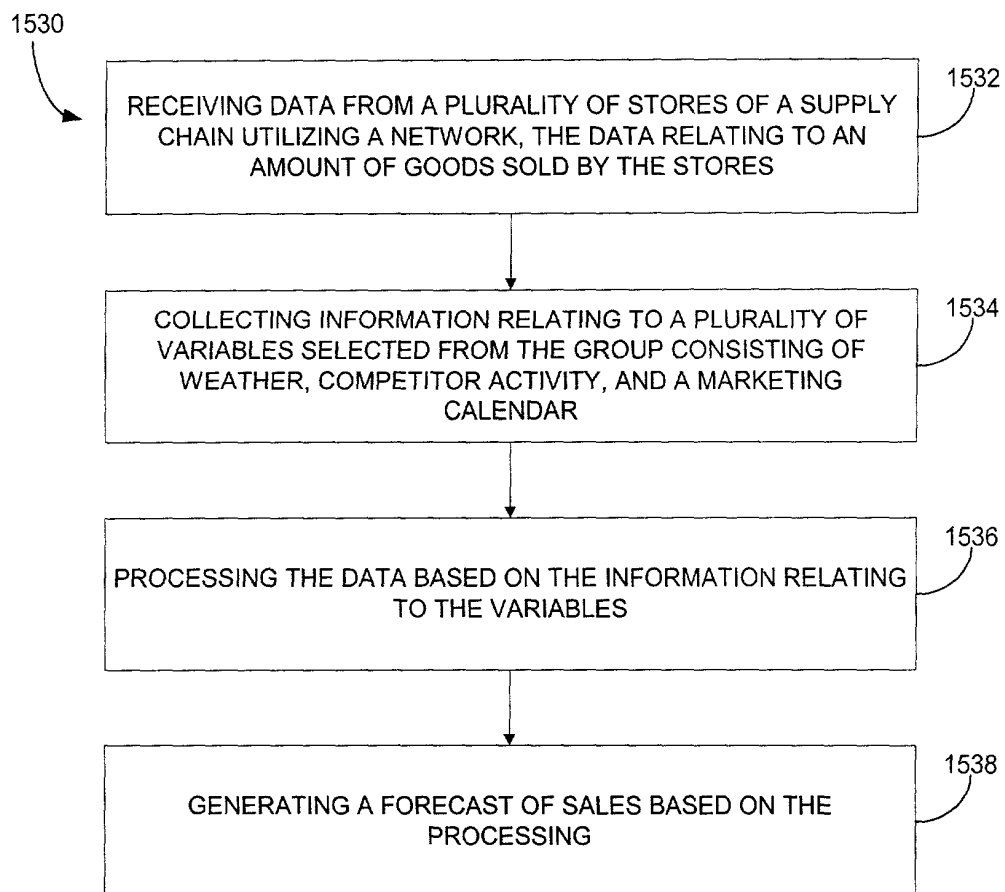 1530
1532
RECEIVING DATA FROM A PLURALITY OF STORES OF A SUPPLY
CHAIN UTILIZING A NETWORK, THE DATA RELATING TO AN
AMOUNT OF GOODS SOLD BY THE STORES
1534
COLLECTING INFORMATION RELATING TO A PLURALITY OF
VARIABLES SELECTED FROM THE GROUP CONSISTING OF
WEATHER, COMPETITOR ACTIVITY, AND A MARKETING
CALENDAR
1536
PROCESSING THE DATA BASED ON THE INFORMATION RELATING
TO THE VARIABLES
1538
GENERATING A FORECAST OF SALES BASED ON THE
PROCESSING